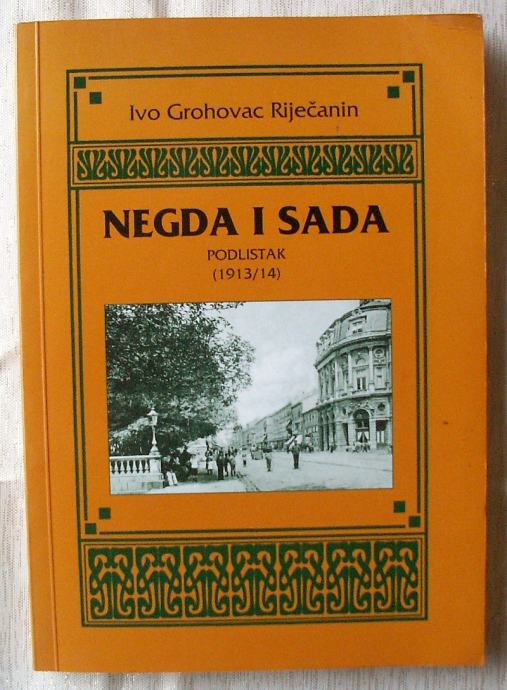 Ivo Grohovac Riječanin
NEGDA I SADA
PODLISTAK
(1913/14)